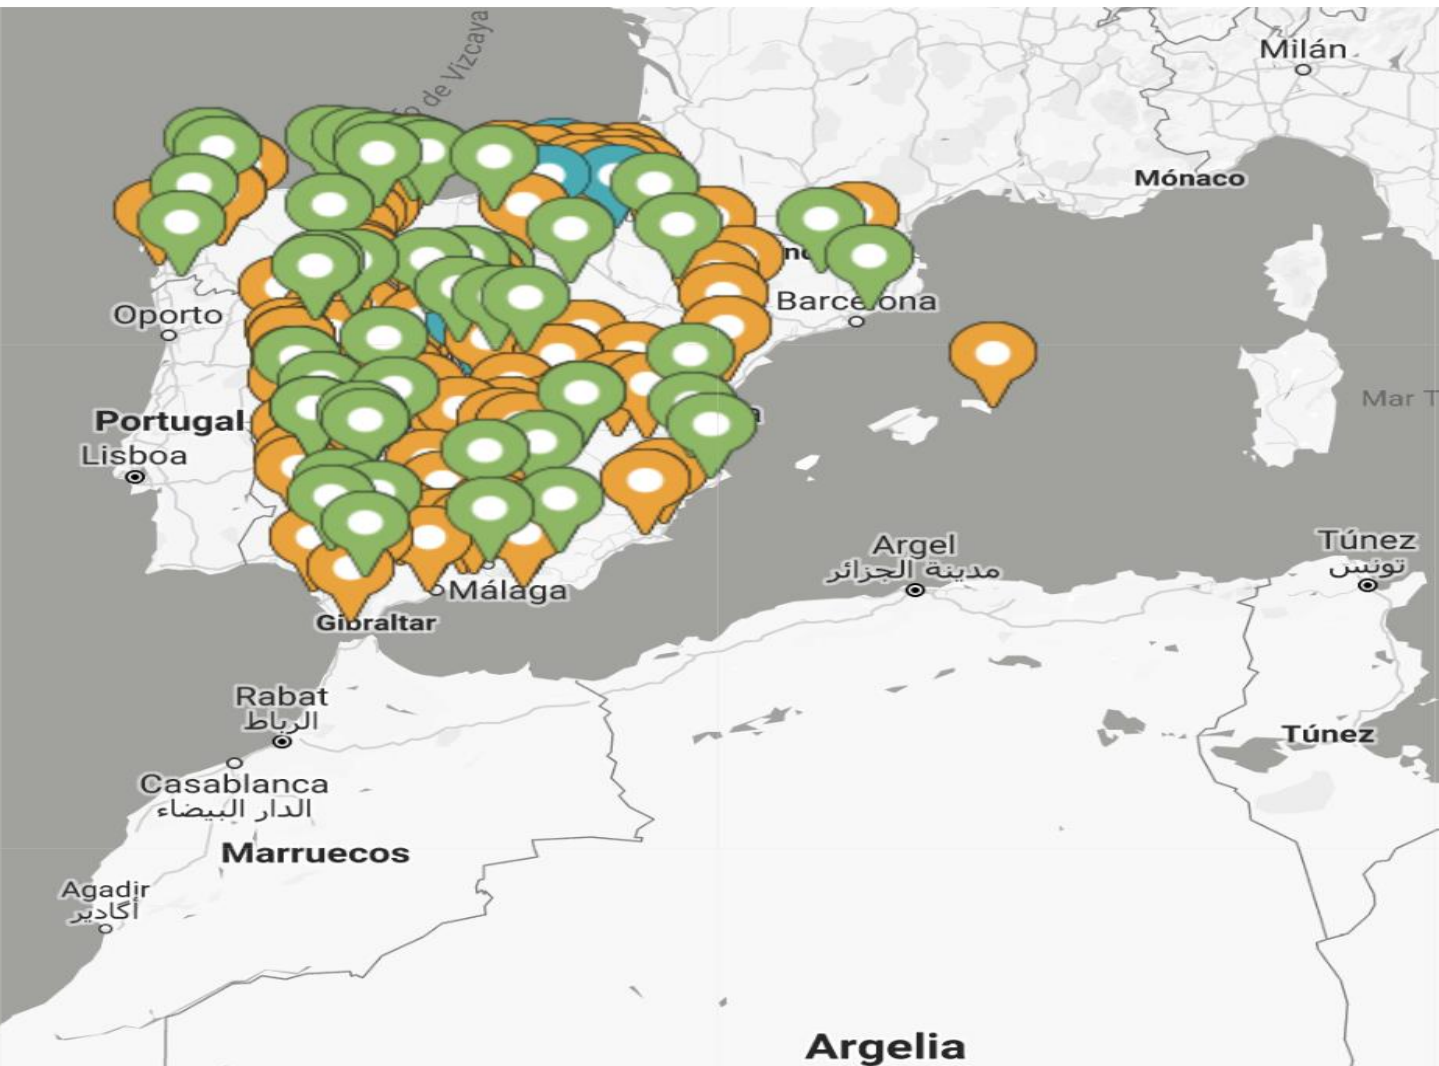 de Vizcaya
Milán
Mónaco
Oporto
Barcelona
Portugal
Lisboa
Mar T
Málaga
Gibraltar
Argel
مدينة الجزائر
Túnez
تونس
Rabat
الرباط
Túnez
Casablanca
الدار البيضاء
Marruecos
Agadir
أكادير
Argelia